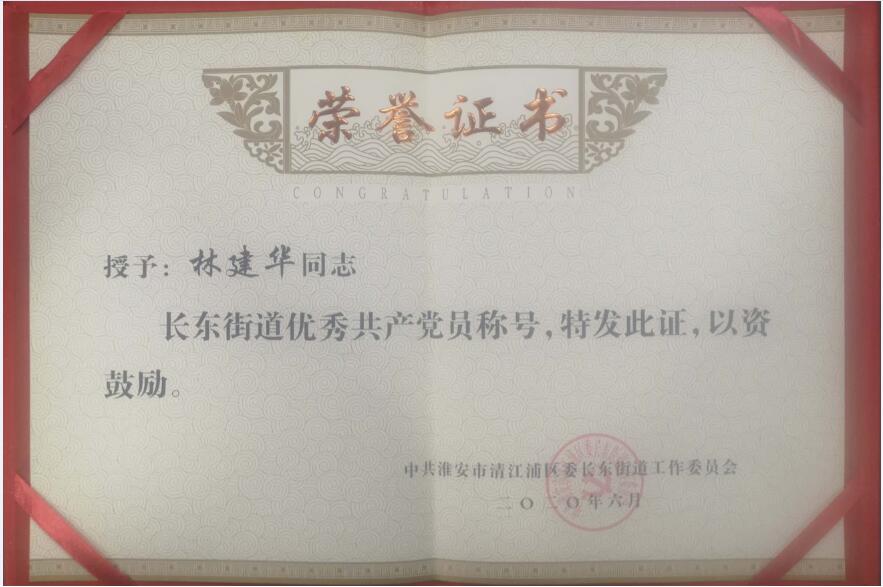 荣誉证书
CONGRATULATION
授予：林建华同志
长东街道优秀共产党员称号，特发此证，以资
鼓励。
中共淮安市清江浦区委长东街道工作委员会
二〇二〇年六月